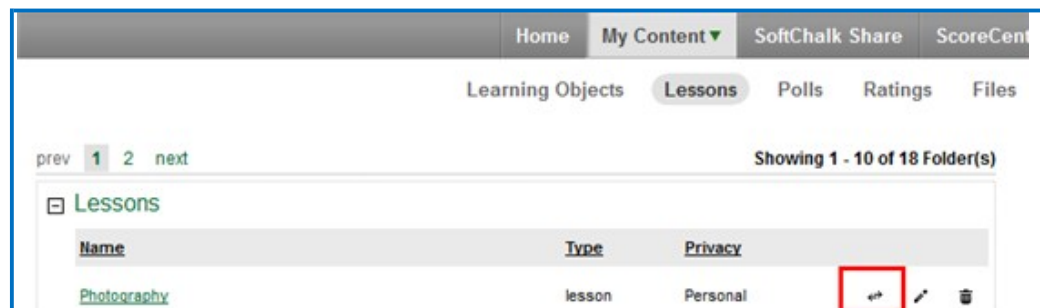 Home My Content▼ SoftChalk Share ScoreCent
Learning Objects Lessons Polls Ratings Files
prev 1 2 next Showing 1 - 10 of 18 Folder(s)
Lessons
Name Type Privacy
Photography lesson Personal